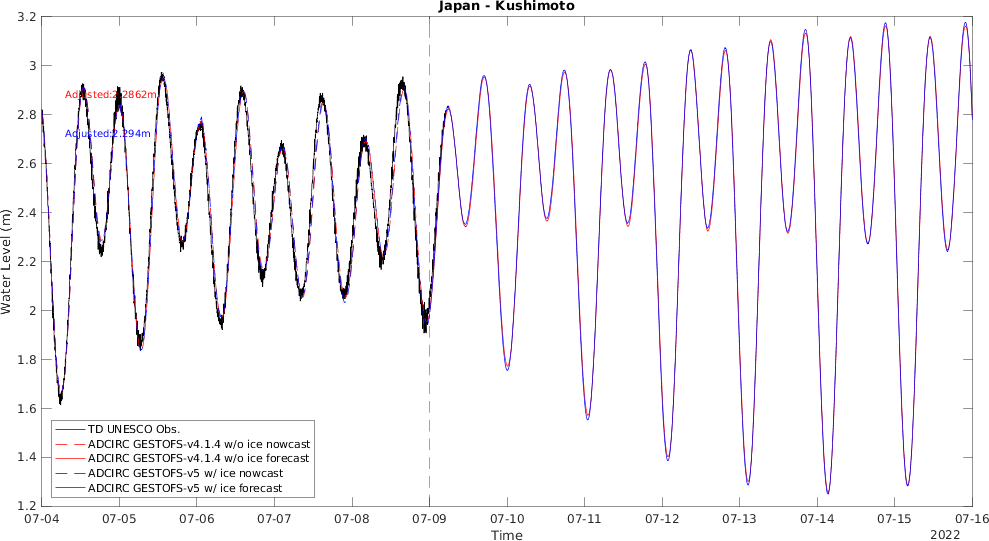 Japan - Kushimoto
3.2
3
2.8
2.6
2.4
2.2
2
1.8
1.6
1.4
1.2
Water Level (m)
Adjusted:2.2862m
Adjusted:2.294m
TD UNESCO Obs.
ADCIRC GESTOFS-v4.1.4 w/o ice nowcast
ADCIRC GESTOFS-v4.1.4 w/o ice forecast
ADCIRC GESTOFS-v5 w/ ice nowcast
ADCIRC GESTOFS-v5 w/ ice forecast
07-04 07-05 07-06 07-07 07-08 07-09 07-10 07-11 07-12 07-13 07-14 07-15 07-16
Time
2022